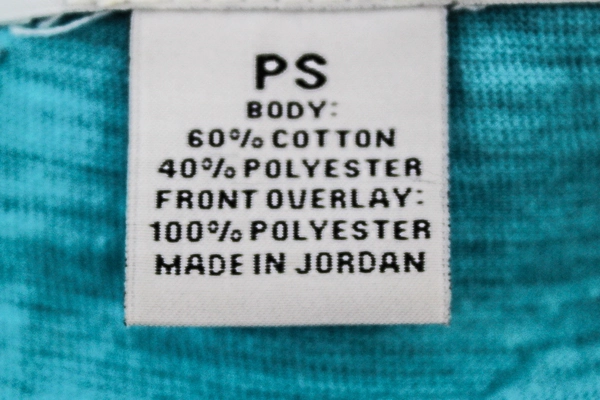 PS
BODY:
60% COTTON
40% POLYESTER
FRONT OVERLAY:
100% POLYESTER
MADE IN JORDAN